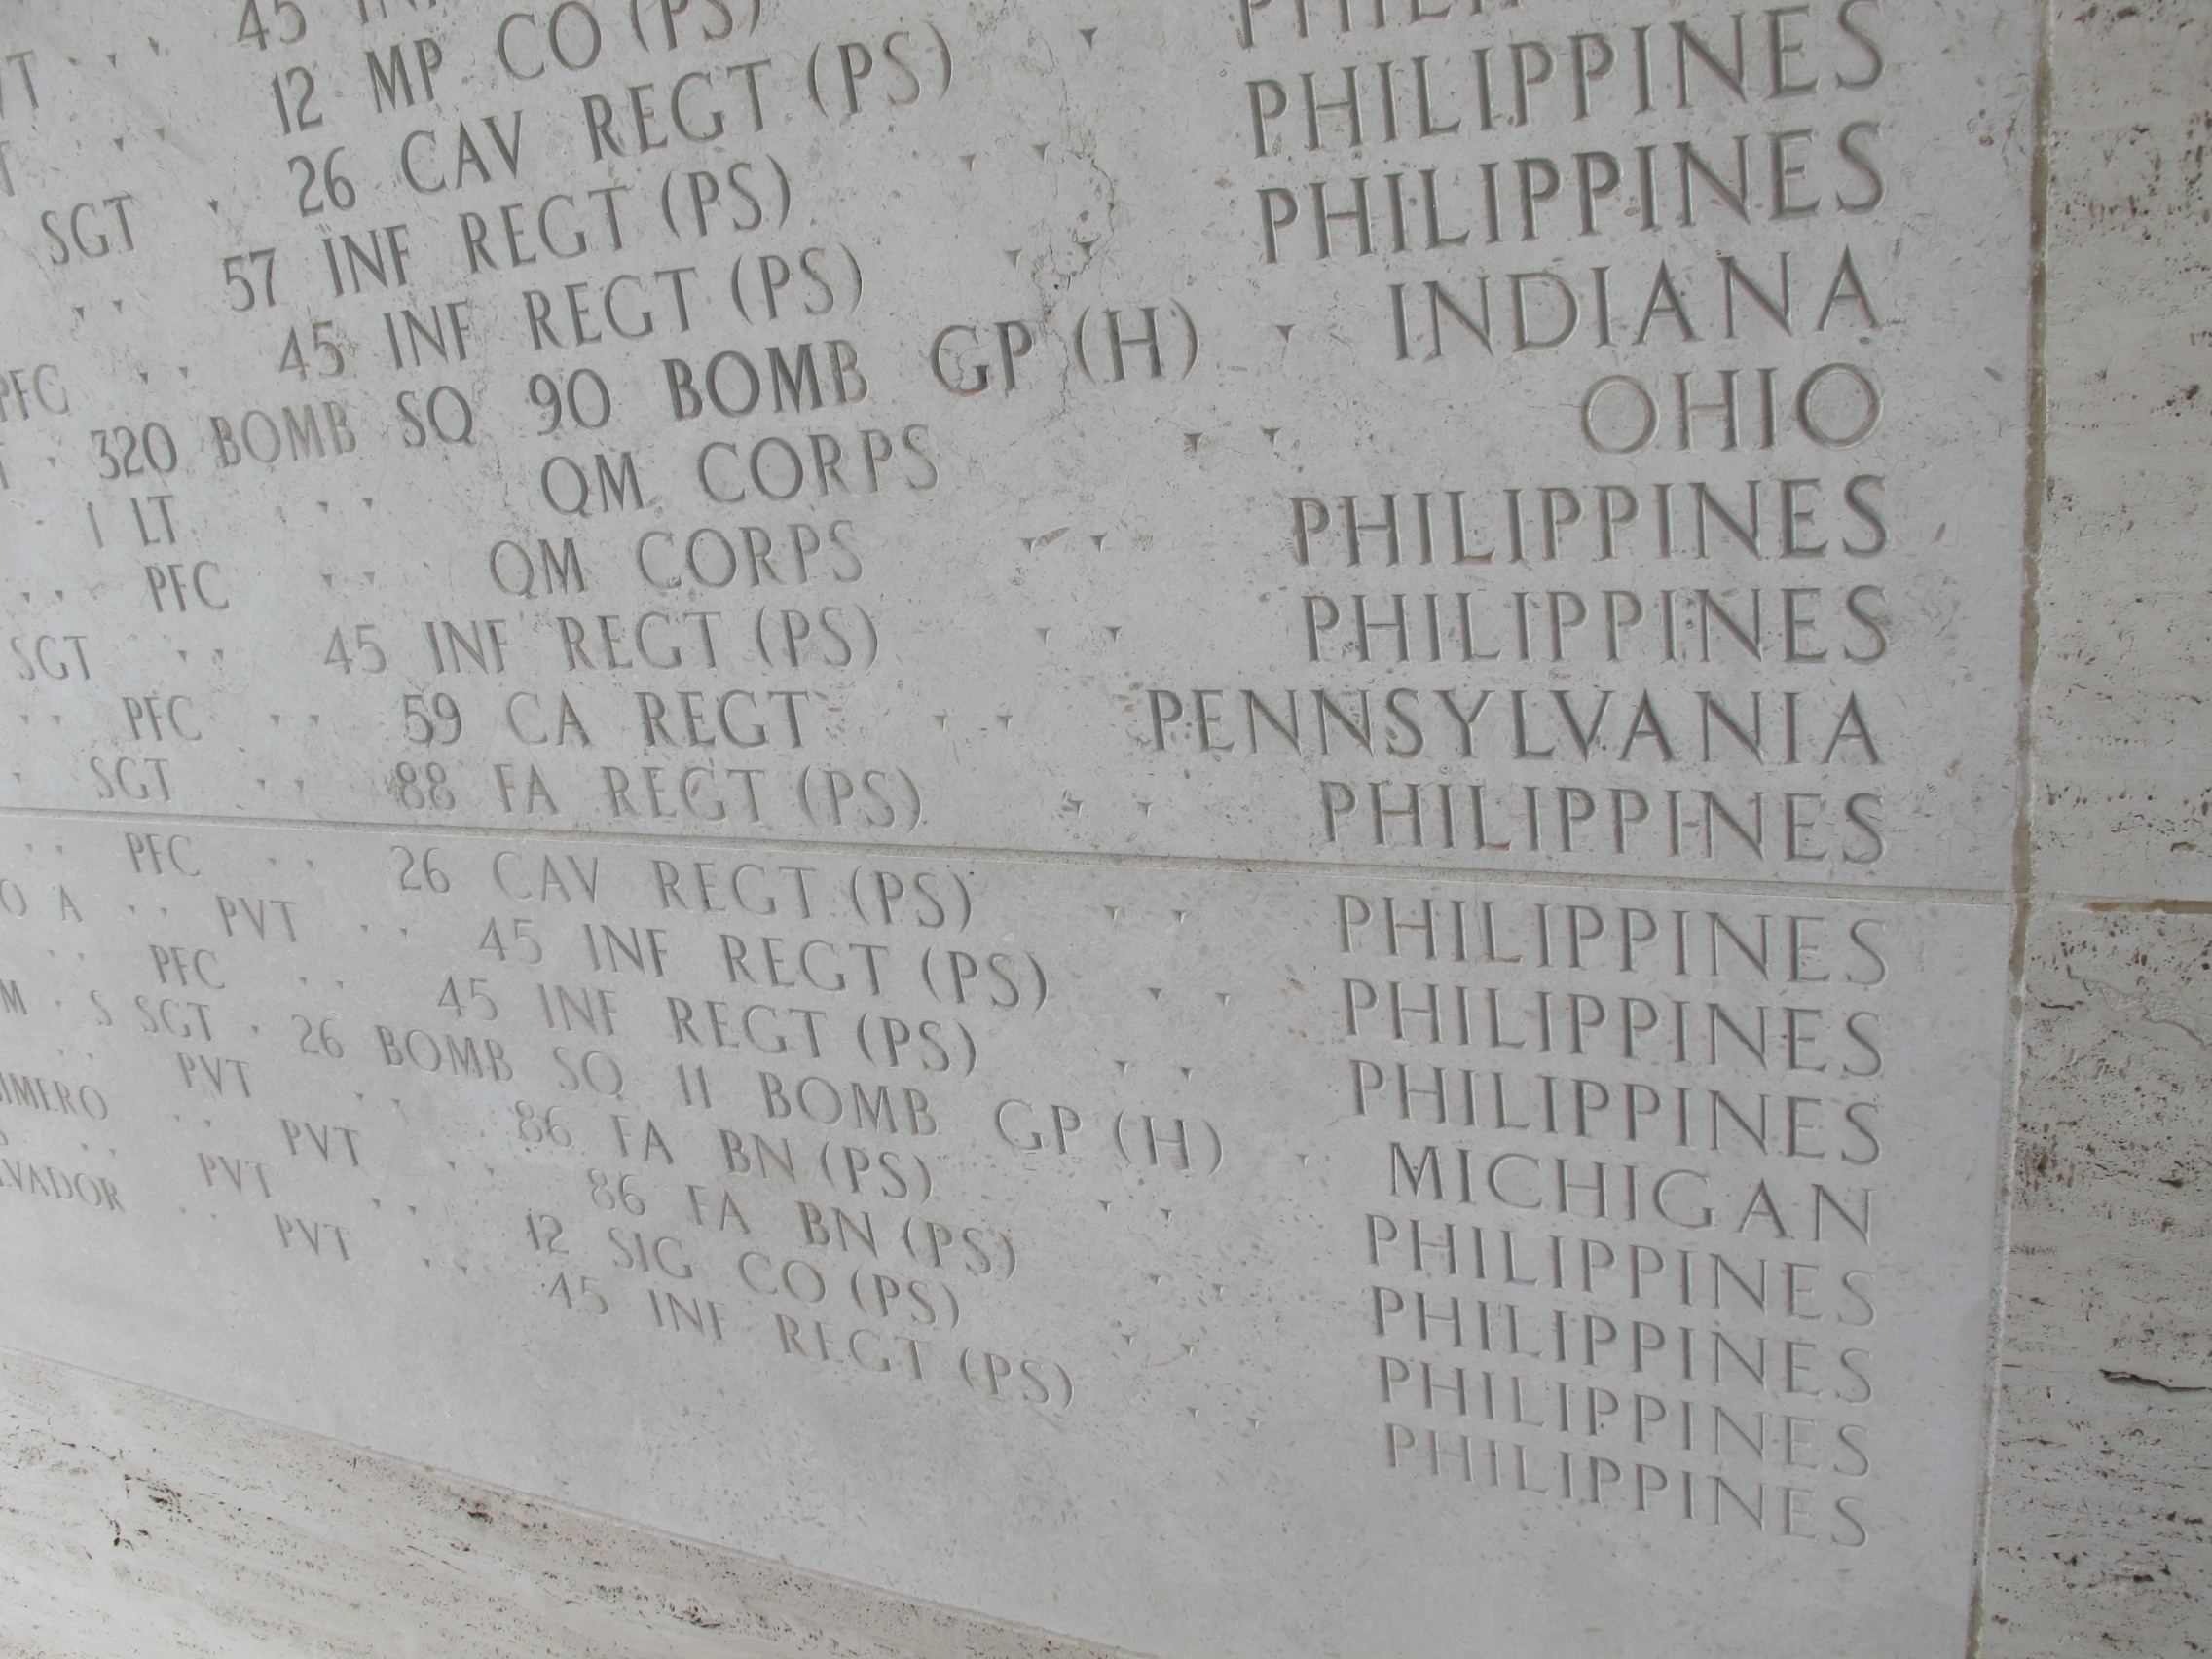 45 INF
12 MP CO (PS)
SGT 26 CAV REGT (PS) PHILIP
57 INF REGT (PS) PHILIPPINES
PFC 45 INF REGT (PS) PHILIPPINES
320 BOMB SQ 90 BOMB GP (H) INDIANA
1 LT QM CORPS OHIO
PFC QM CORPS PHILIPPINES
SGT 45 INF REGT (PS) PHILIPPINES
PFC 59 CA REGT PENNSYLVANIA
SGT 88 FA REGT (PS) PHILIPPINES
PFC 26 CAV REGT (PS) PHILIPPINES
O A PVT 45 INF REGT (PS) PHILIPPINES
PFC 45 INF REGT (PS) PHILIPPINES
M S SGT 26 BOMB SQ 11 BOMB GP (H) MICHIGAN
PVT 86 FA BN (PS) PHILIPPINES
IMERO PVT 86 FA BN (PS) PHILIPPINES
PVT 12 SIG CO (PS) PHILIPPINES
LVADOR PVT 45 INF REGT (PS) PHILIPPINES